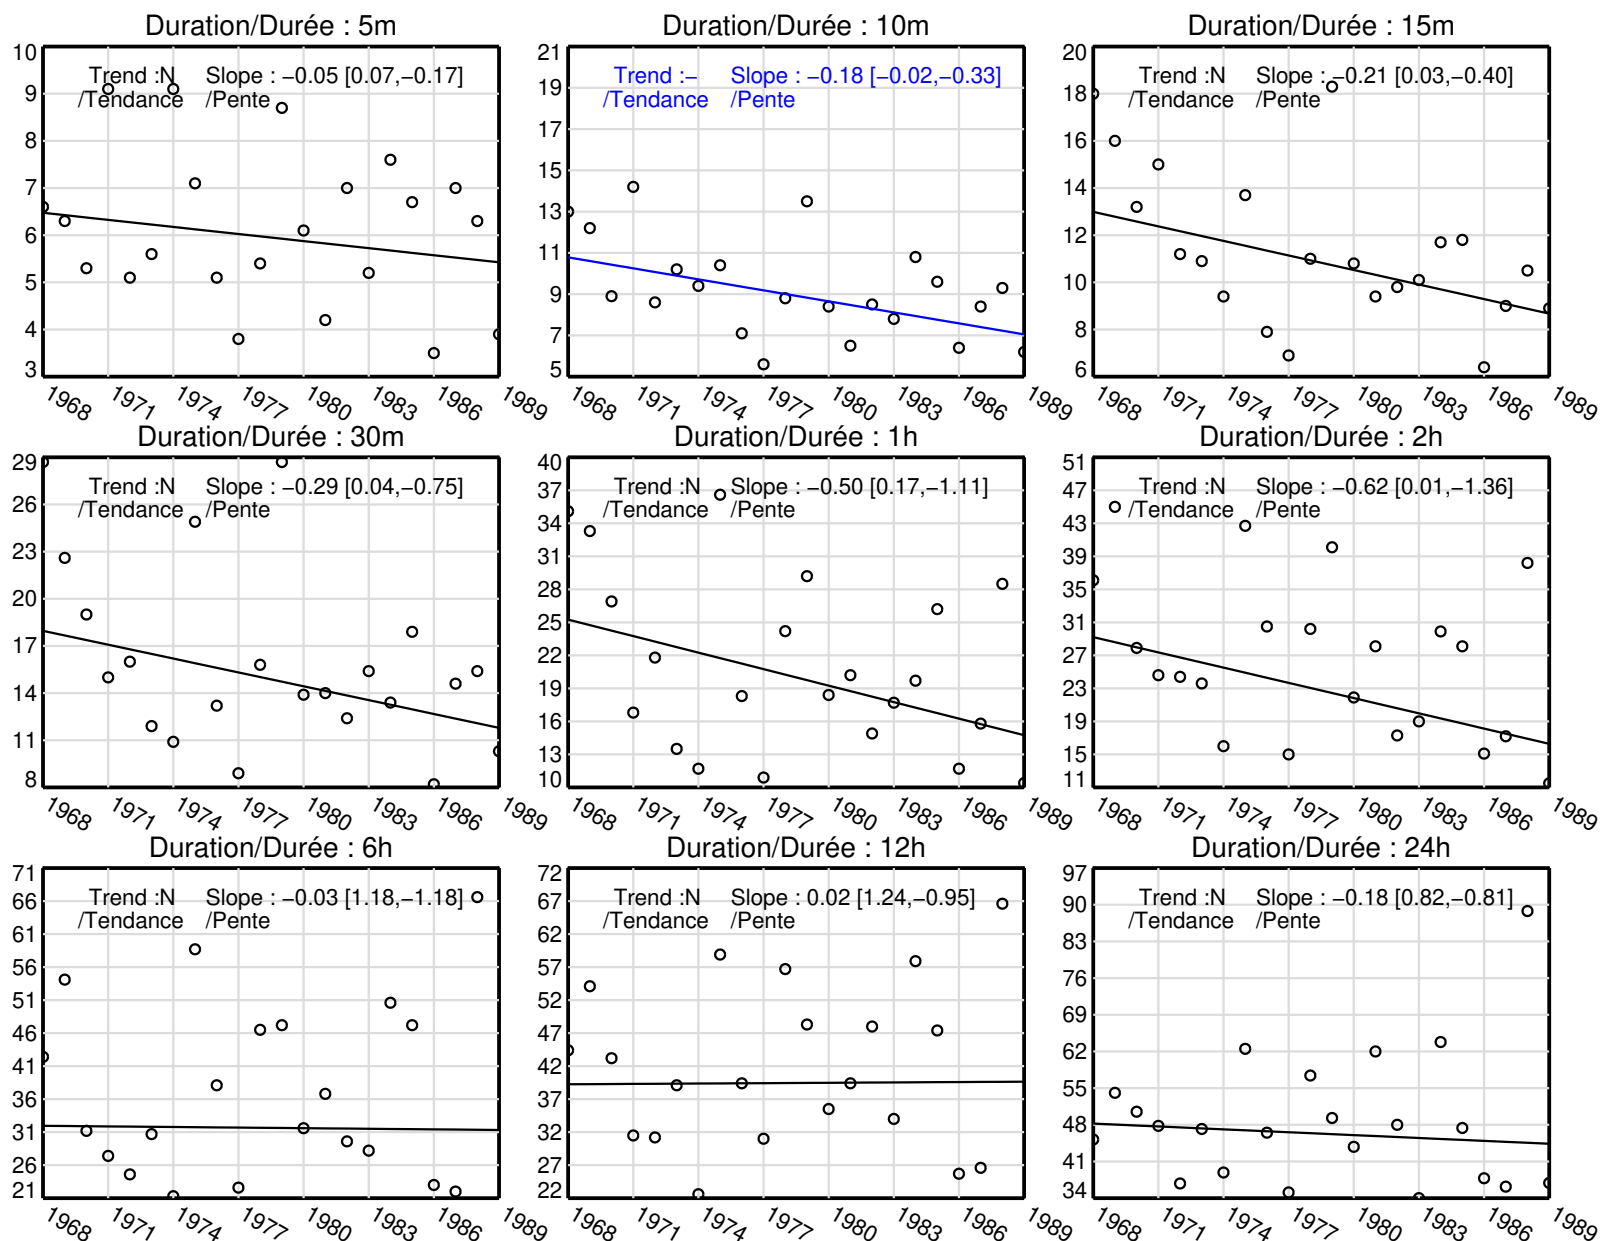 Duration/Durée : 5m
10
9
8
7
6
5
4
3
Trend :N Slope : −0.05 [0.07,−0.17]
/Tendance /Pente
1968 1971 1974 1977 1980 1983 1986 1989
Duration/Durée : 10m
21
19
17
15
13
11
9
7
5
Trend :− Slope : −0.18 [−0.02,−0.33]
/Tendance /Pente
1968 1971 1974 1977 1980 1983 1986 1989
Duration/Durée : 15m
20
18
16
14
12
10
8
6
Trend :N Slope : −0.21 [0.03,−0.40]
/Tendance /Pente
1968 1971 1974 1977 1980 1983 1986 1989
Duration/Durée : 30m
29
26
23
20
17
14
11
8
Trend :N Slope : −0.29 [0.04,−0.75]
/Tendance /Pente
1968 1971 1974 1977 1980 1983 1986 1989
Duration/Durée : 1h
40
37
34
31
28
25
22
19
16
13
10
Trend :N Slope : −0.50 [0.17,−1.11]
/Tendance /Pente
1968 1971 1974 1977 1980 1983 1986 1989
Duration/Durée : 2h
51
47
43
39
35
31
27
23
19
15
11
Trend :N Slope : −0.62 [0.01,−1.36]
/Tendance /Pente
1968 1971 1974 1977 1980 1983 1986 1989
Duration/Durée : 6h
71
66
61
56
51
46
41
36
31
26
21
Trend :N Slope : −0.03 [1.18,−1.18]
/Tendance /Pente
1968 1971 1974 1977 1980 1983 1986 1989
Duration/Durée : 12h
72
67
62
57
52
47
42
37
32
27
22
Trend :N Slope : 0.02 [1.24,−0.95]
/Tendance /Pente
1968 1971 1974 1977 1980 1983 1986 1989
Duration/Durée : 24h
97
90
83
76
69
62
55
48
41
34
Trend :N Slope : −0.18 [0.82,−0.81]
/Tendance /Pente
1968 1971 1974 1977 1980 1983 1986 1989